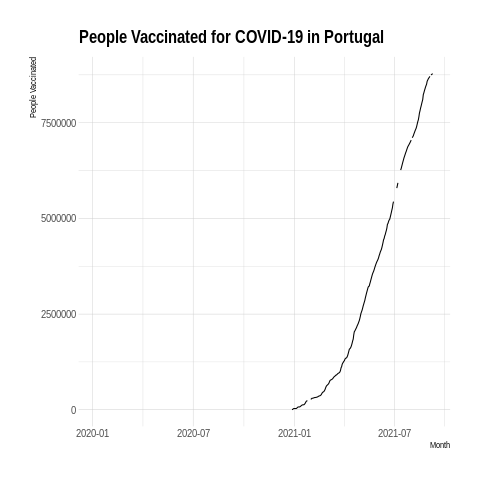 People Vaccinated for COVID-19 in Portugal
People Vaccinated
7500000
5000000
2500000
0
2020-01 2020-07 2021-01 2021-07
Month